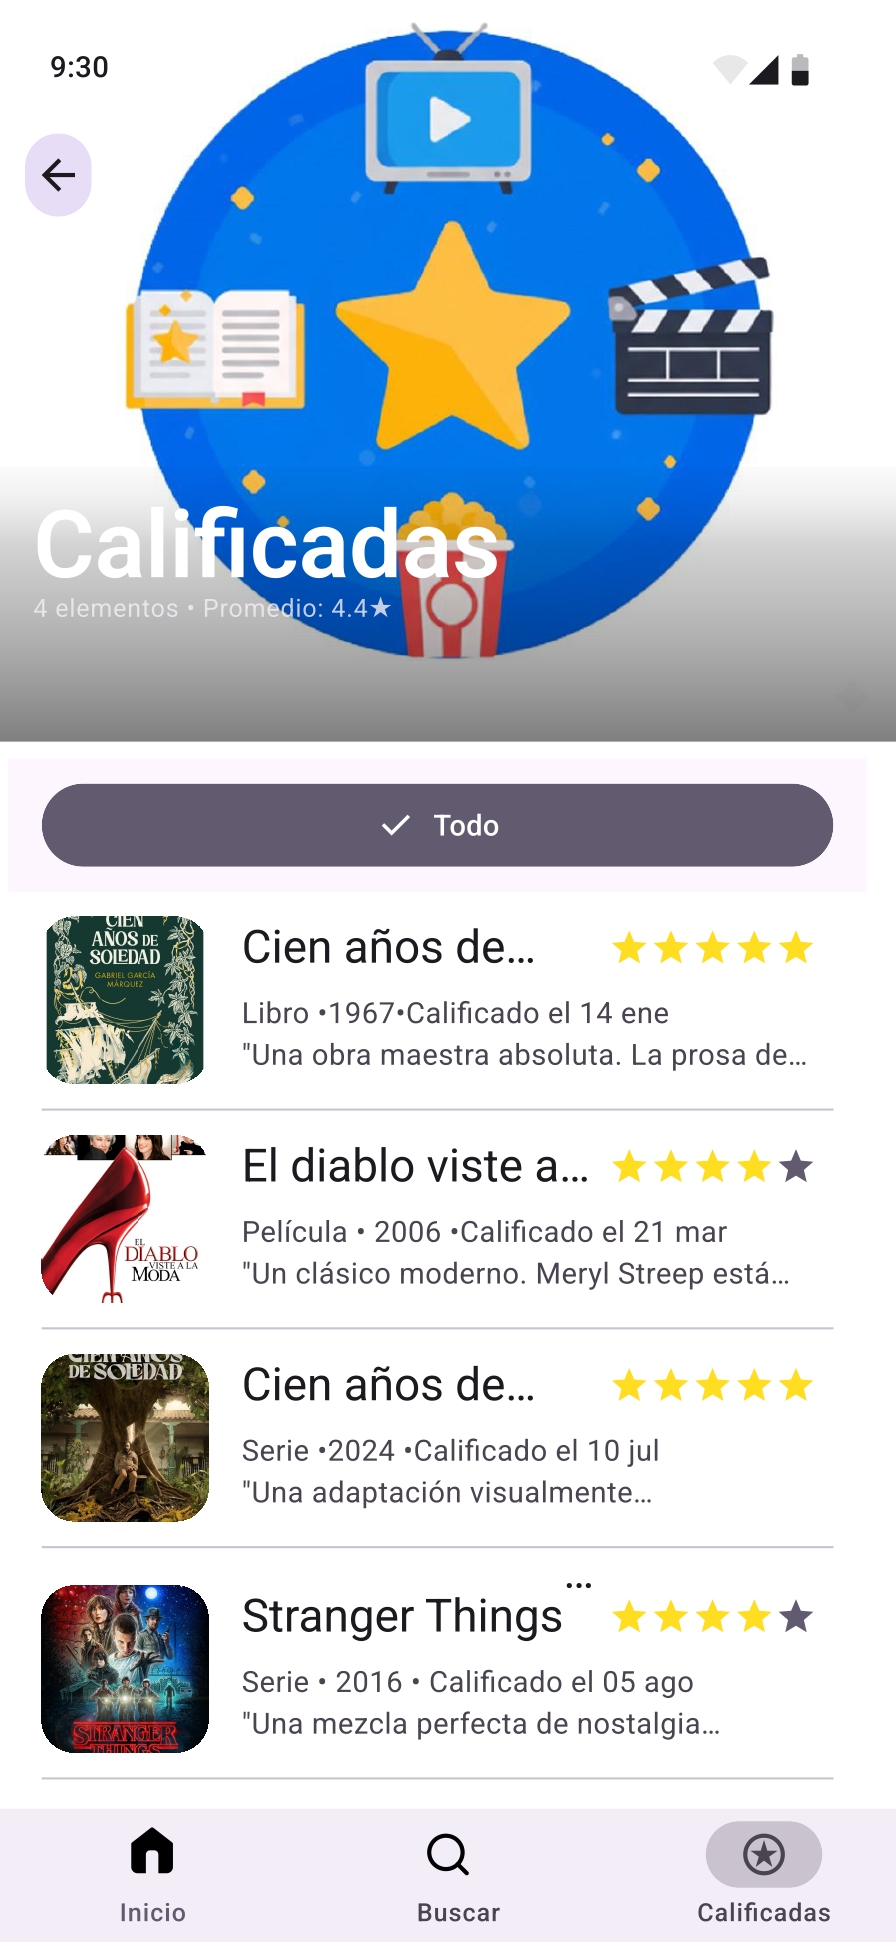 9:30
Calificadas
4 elementos • Promedio: 4.4★
Todo
CIEN
AÑOS DE
SOLEDAD
GABRIEL GARCÍA
MÁRQUEZ
Cien años de...
Libro •1967•Calificado el 14 ene
"Una obra maestra absoluta. La prosa de...
EL
DIABLO
VISTE A LA
MODA
El diablo viste a...
Película • 2006 •Calificado el 21 mar
"Un clásico moderno. Meryl Streep está...
CIEN AÑOS
DE SOLEDAD
Cien años de...
Serie •2024 •Calificado el 10 jul
"Una adaptación visualmente...
STRANGER
THINGS
Stranger Things...
Serie • 2016 • Calificado el 05 ago
"Una mezcla perfecta de nostalgia...
Inicio
Buscar
Calificadas